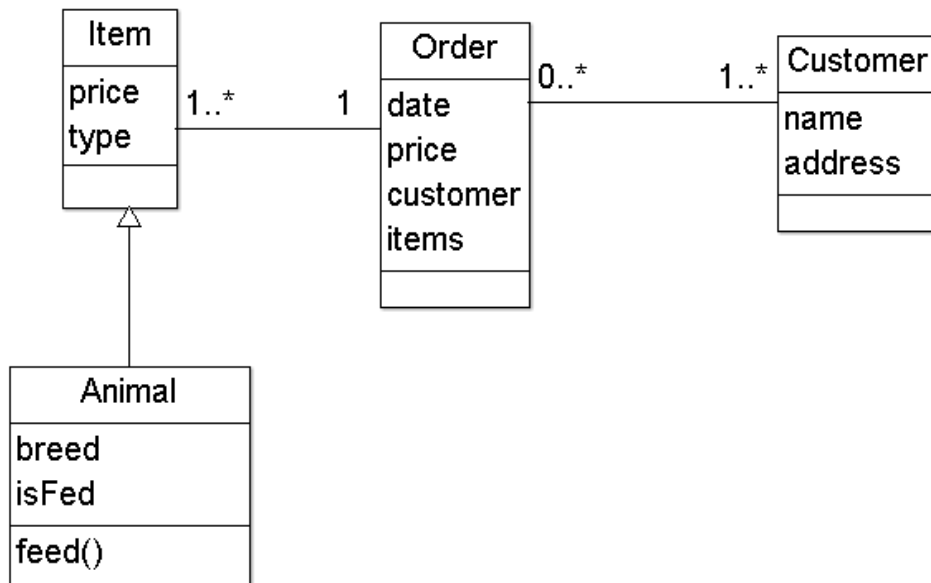 Item
price
type
1..*
1
Order
date
price
customer
items
0..*
1..*
Customer
name
address
Animal
breed
isFed
feed()